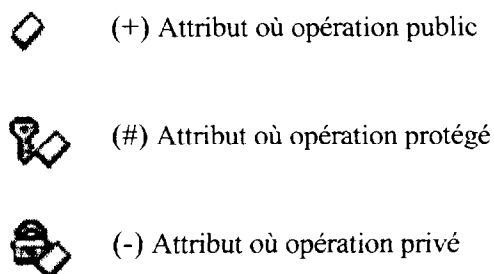 (+) Attribut où opération public
(#) Attribut où opération protégé
(-) Attribut où opération privé